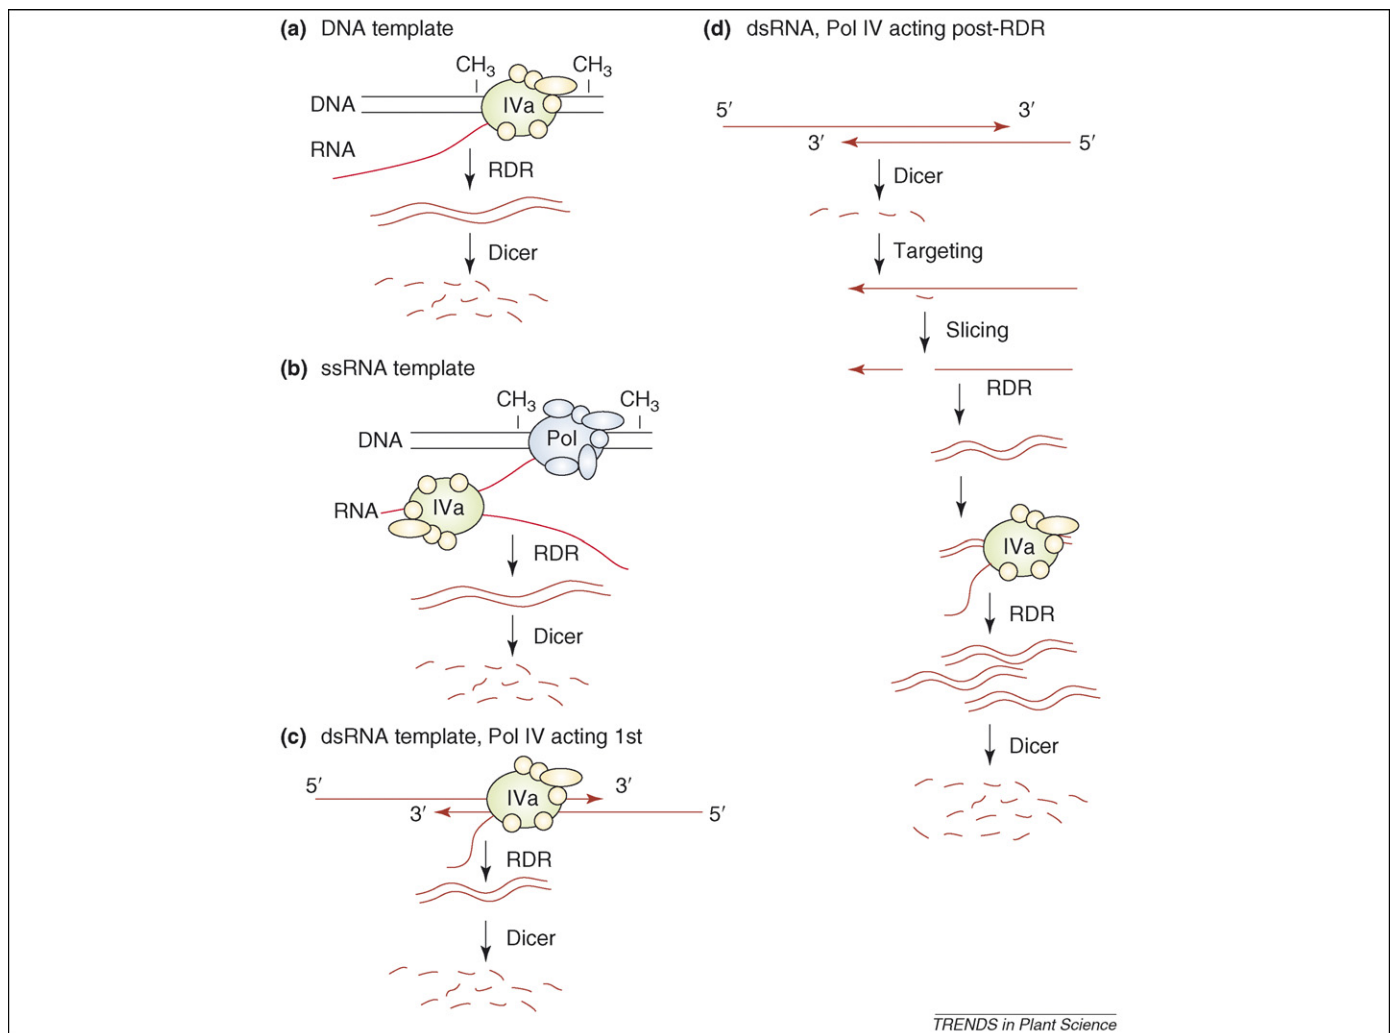 (a) DNA template
CH₃ CH₃
DNA IVa
RNA
RDR
Dicer
(b) ssRNA template
CH₃ CH₃
DNA Pol
RNA IVa
RDR
Dicer
(c) dsRNA template, Pol IV acting 1st
5′ 3′
IVa
3′ 5′
RDR
Dicer
(d) dsRNA, Pol IV acting post-RDR
5′ 3′
3′ 5′
Dicer
Targeting
Slicing
RDR
IVa
RDR
Dicer
TRENDS in Plant Science